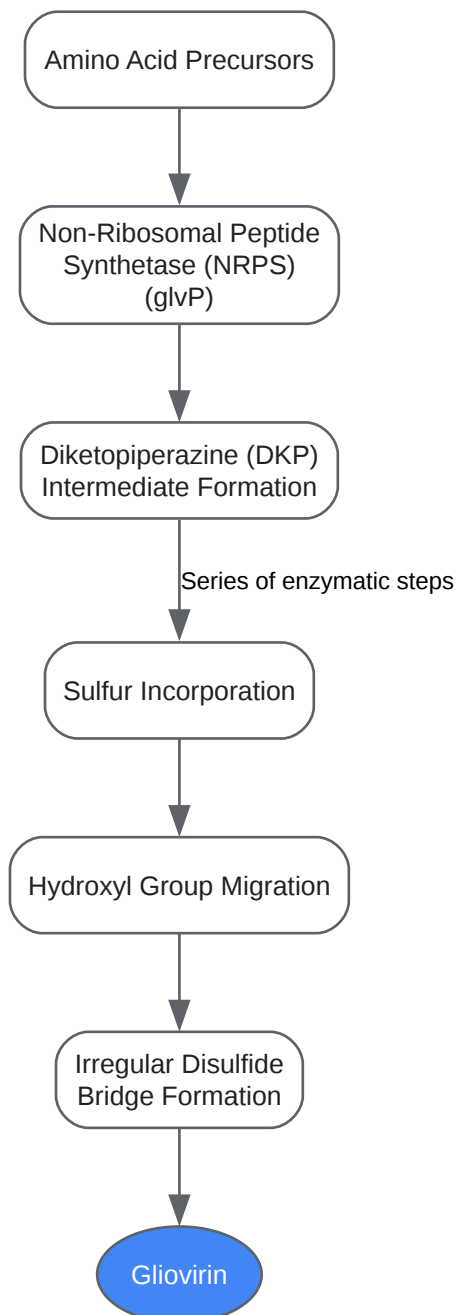 Amino Acid Precursors
Non-Ribosomal Peptide
Synthetase (NRPS)
(glvP)
Diketopiperazine (DKP)
Intermediate Formation
Series of enzymatic steps
Sulfur Incorporation
Hydroxyl Group Migration
Irregular Disulfide
Bridge Formation
Gliovirin